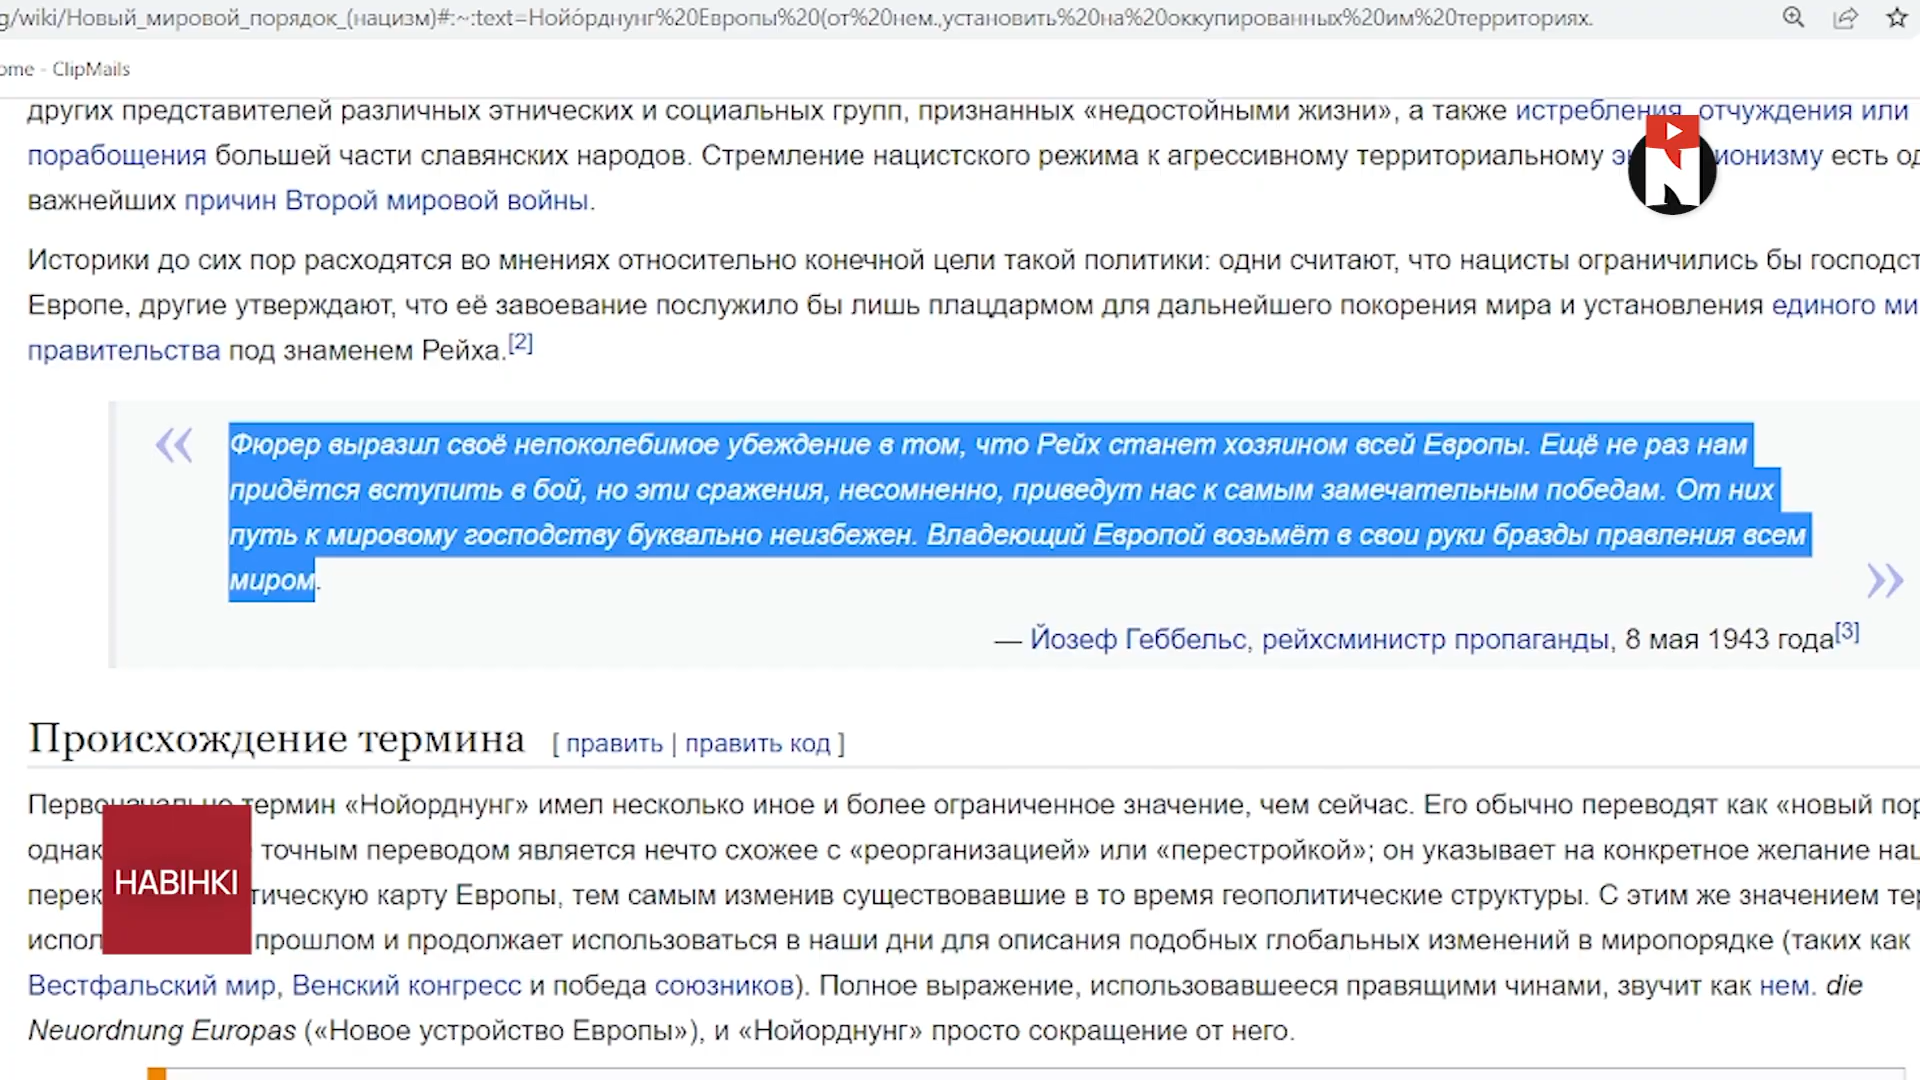 g/wiki/Новый_мировой_порядок_(нацизм)#:~:text=Нойо́рднунг%20Европы%20(от%20нем.,установить%20на%20оккупированных%20им%20территориях.
ome - ClipMails
других представителей различных этнических и социальных групп, признанных «недостойными жизни», а также истребления, отчуждения или
порабощения большей части славянских народов. Стремление нацистского режима к агрессивному территориальному э ионизму есть од
важнейших причин Второй мировой войны.
Историки до сих пор расходятся во мнениях относительно конечной цели такой политики: одни считают, что нацисты ограничились бы господст
Европе, другие утверждают, что её завоевание послужило бы лишь плацдармом для дальнейшего покорения мира и установления единого ми
правительства под знаменем Рейха.[2]
« Фюрер выразил своё непоколебимое убеждение в том, что Рейх станет хозяином всей Европы. Ещё не раз нам
придётся вступить в бой, но эти сражения, несомненно, приведут нас к самым замечательным победам. От них
путь к мировому господству буквально неизбежен. Владеющий Европой возьмёт в свои руки бразды правления всем
миром. »
— Йозеф Геббельс, рейхсминистр пропаганды, 8 мая 1943 года[3]
Происхождение термина [ править | править код ]
Первоначально термин «Нойорднунг» имел несколько иное и более ограниченное значение, чем сейчас. Его обычно переводят как «новый пор
однак точным переводом является нечто схожее с «реорганизацией» или «перестройкой»; он указывает на конкретное желание нац
перек тическую карту Европы, тем самым изменив существовавшие в то время геополитические структуры. С этим же значением тер
испол прошлом и продолжает использоваться в наши дни для описания подобных глобальных изменений в миропорядке (таких как
Вестфальский мир, Венский конгресс и победа союзников). Полное выражение, использовавшееся правящими чинами, звучит как нем. die
Neuordnung Europas («Новое устройство Европы»), и «Нойорднунг» просто сокращение от него.
НАВІНКІ